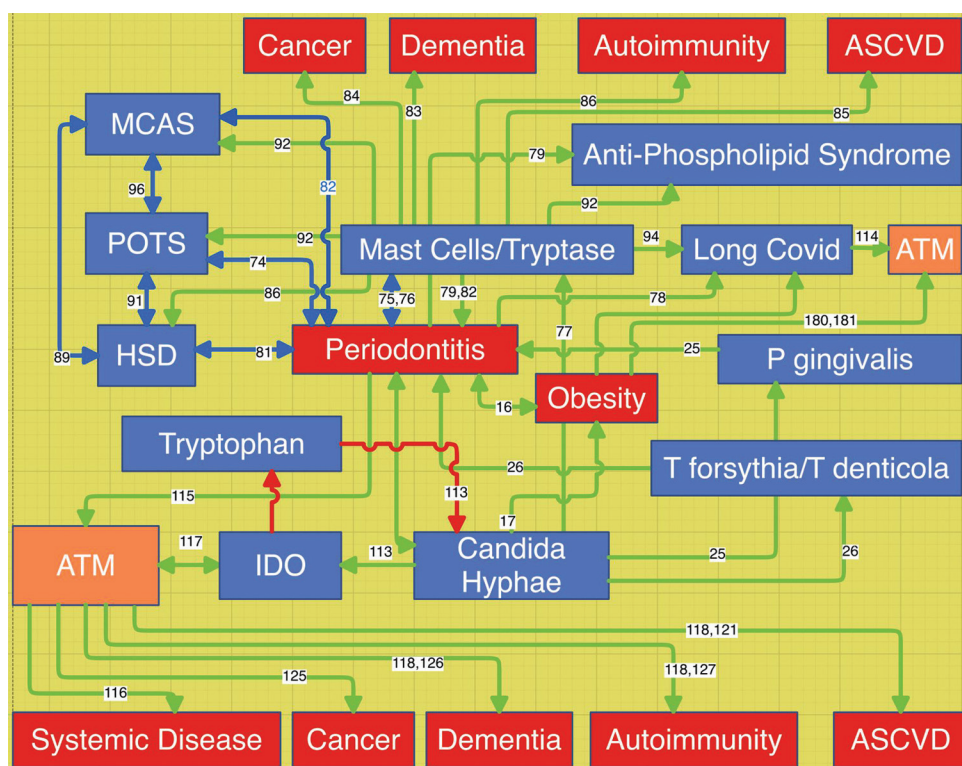 Cancer
Dementia
Autoimmunity
ASCVD
84
83
86
85
MCAS
92
79
Anti-Phospholipid Syndrome
82
96
92
POTS
92
Mast Cells/Tryptase
94
Long Covid
114
ATM
74
86
91
75,76
79,82
78
180,181
77
HSD
89
81
Periodontitis
25
P gingivalis
16
Obesity
Tryptophan
26
T forsythia/T denticola
115
113
17
ATM
117
IDO
113
Candida
Hyphae
25
26
118,121
118,126
118,127
125
116
Systemic Disease
Cancer
Dementia
Autoimmunity
ASCVD